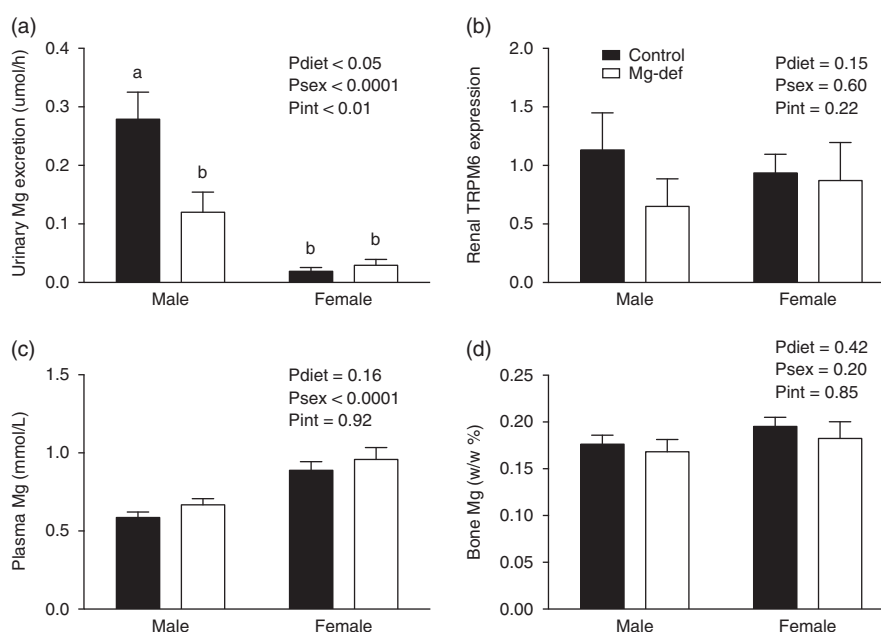 (a)
Urinary Mg excretion (umol/h)
0.4
0.3
0.2
0.1
0.0
a
b
b
b
Pdiet < 0.05
Psex < 0.0001
Pint < 0.01
Male
Female
(b)
Renal TRPM6 expression
2.0
1.5
1.0
0.5
0.0
Control
Mg-def
Pdiet = 0.15
Psex = 0.60
Pint = 0.22
Male
Female
(c)
Plasma Mg (mmol/L)
1.5
1.0
0.5
0.0
Pdiet = 0.16
Psex < 0.0001
Pint = 0.92
Male
Female
(d)
Bone Mg (w/w %)
0.25
0.20
0.15
0.10
0.05
0.00
Pdiet = 0.42
Psex = 0.20
Pint = 0.85
Male
Female